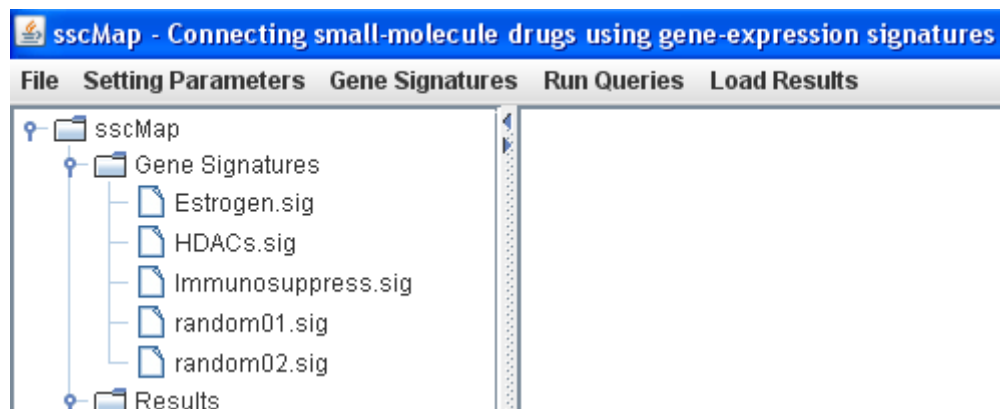 sscMap - Connecting small-molecule drugs using gene-expression signatures
File Setting Parameters Gene Signatures Run Queries Load Results
sscMap
Gene Signatures
Estrogen.sig
HDACs.sig
Immunosuppress.sig
random01.sig
random02.sig
Results